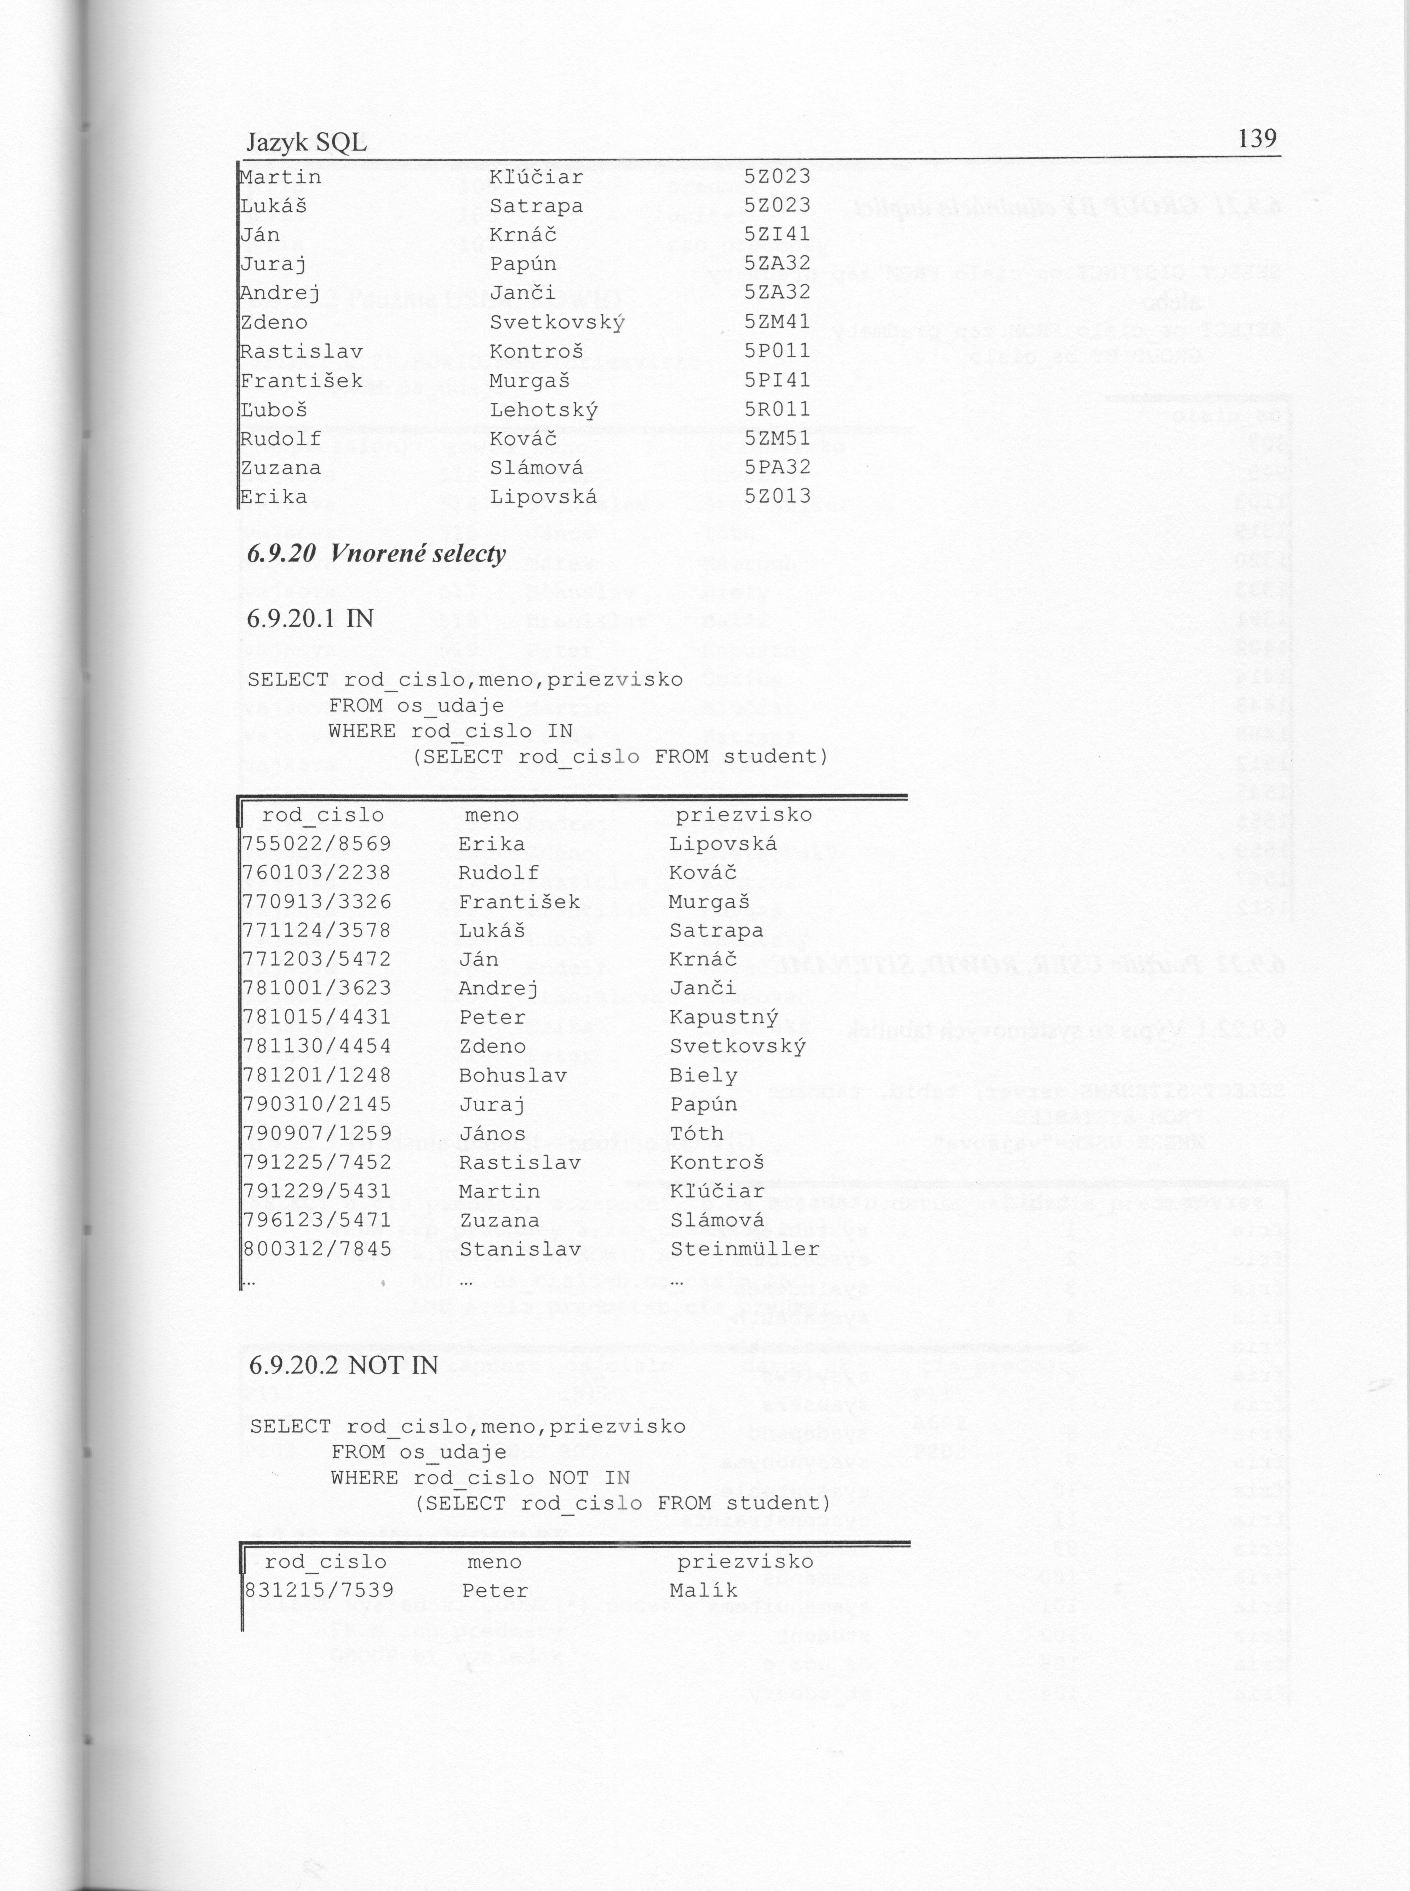 Jazyk SQL 139
Martin Kľúčiar 5Z023
Lukáš Satrapa 5Z023
Ján Krnáč 5ZI41
Juraj Papún 5ZA32
Andrej Janči 5ZA32
Zdeno Svetkovský 5ZM41
Rastislav Kontroš 5P011
František Murgaš 5PI41
Ľuboš Lehotský 5R011
Rudolf Kováč 5ZM51
Zuzana Slámová 5PA32
Erika Lipovská 5Z013
6.9.20 Vnorené selecty
6.9.20.1 IN
SELECT rod_cislo,meno,priezvisko
FROM os_udaje
WHERE rod_cislo IN
(SELECT rod_cislo FROM student)
rod_cislo meno priezvisko
755022/8569 Erika Lipovská
760103/2238 Rudolf Kováč
770913/3326 František Murgaš
771124/3578 Lukáš Satrapa
771203/5472 Ján Krnáč
781001/3623 Andrej Janči
781015/4431 Peter Kapustný
781130/4454 Zdeno Svetkovský
781201/1248 Bohuslav Biely
790310/2145 Juraj Papún
790907/1259 János Tóth
791225/7452 Rastislav Kontroš
791229/5431 Martin Kľúčiar
796123/5471 Zuzana Slámová
800312/7845 Stanislav Steinmüller
... ... ...
6.9.20.2 NOT IN
SELECT rod_cislo,meno,priezvisko
FROM os_udaje
WHERE rod_cislo NOT IN
(SELECT rod_cislo FROM student)
rod_cislo meno priezvisko
831215/7539 Peter Malík